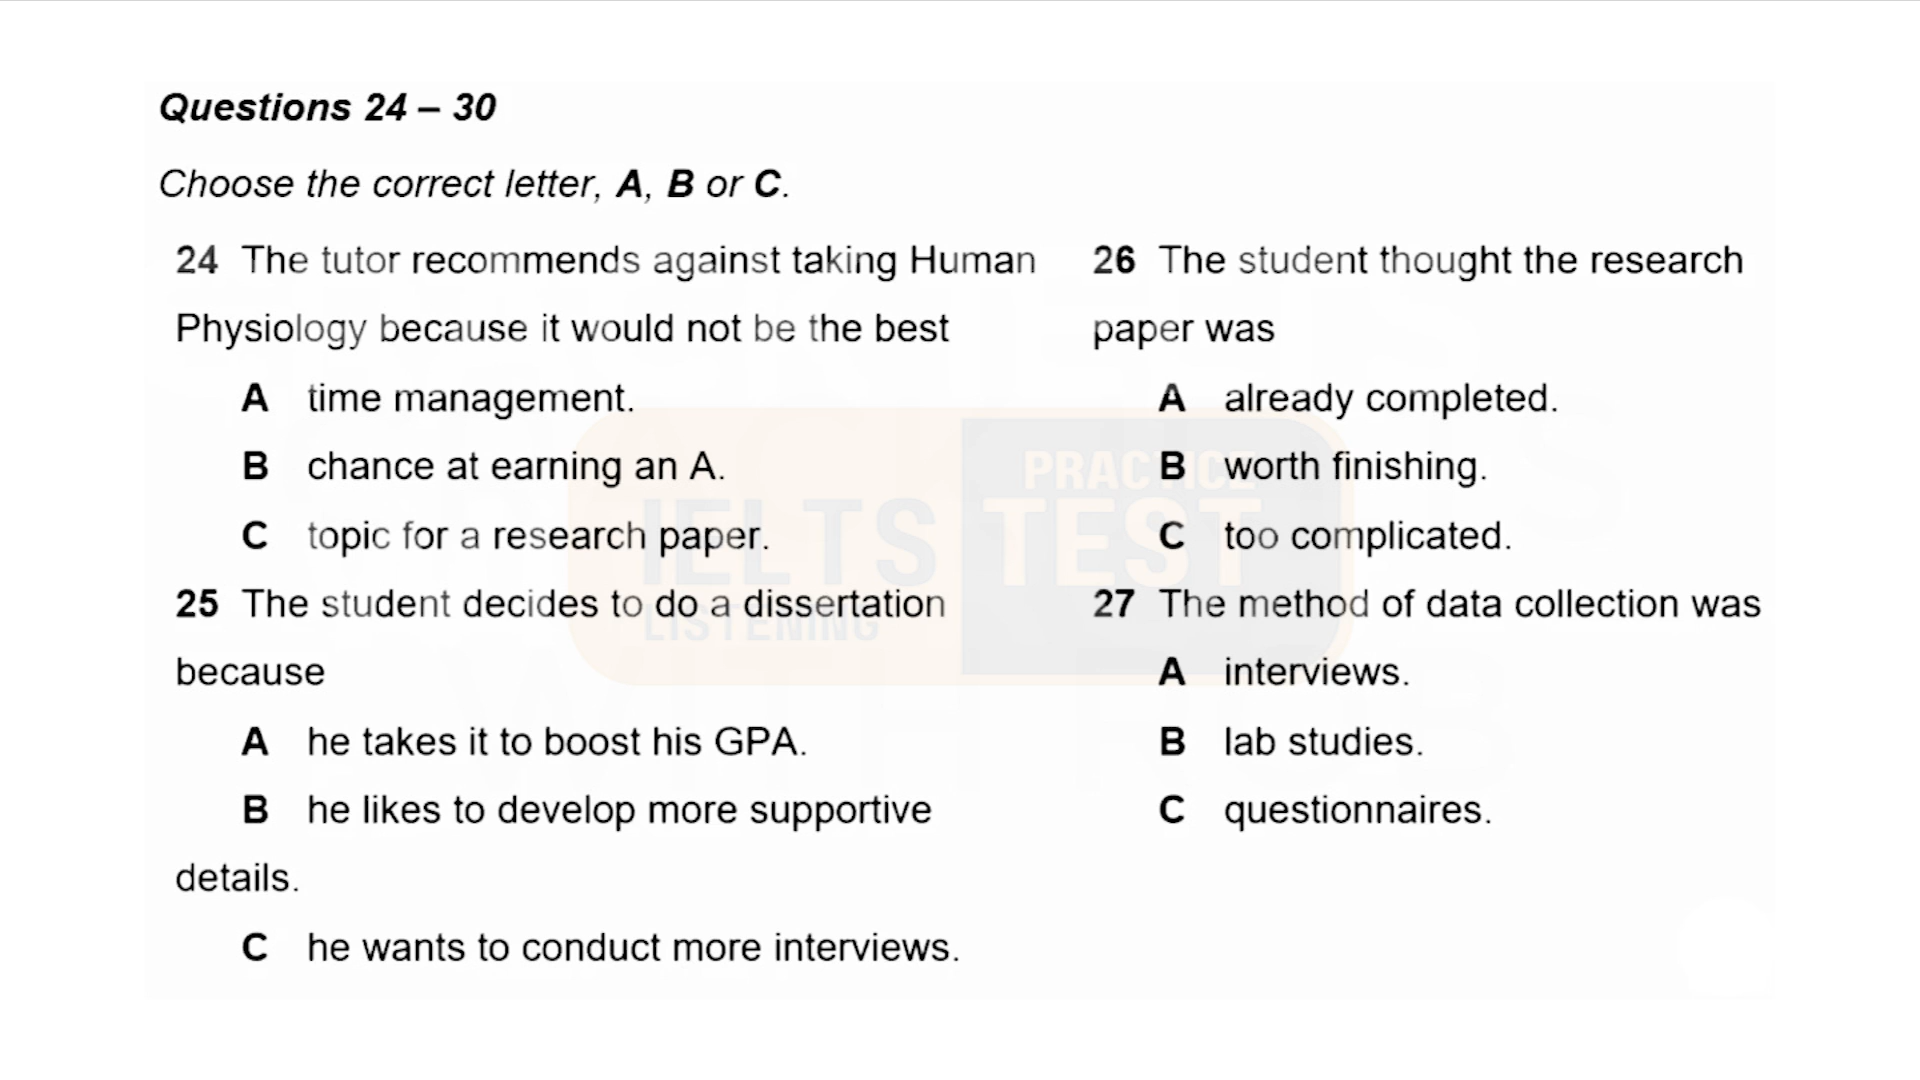 Questions 24 – 30
Choose the correct letter, A, B or C.
24 The tutor recommends against taking Human
Physiology because it would not be the best
A time management.
B chance at earning an A.
C topic for a research paper.
25 The student decides to do a dissertation
because
A he takes it to boost his GPA.
B he likes to develop more supportive
details.
C he wants to conduct more interviews.
26 The student thought the research
paper was
A already completed.
B worth finishing.
C too complicated.
27 The method of data collection was
A interviews.
B lab studies.
C questionnaires.
PRACTICE
IELTS TEST
LISTENING